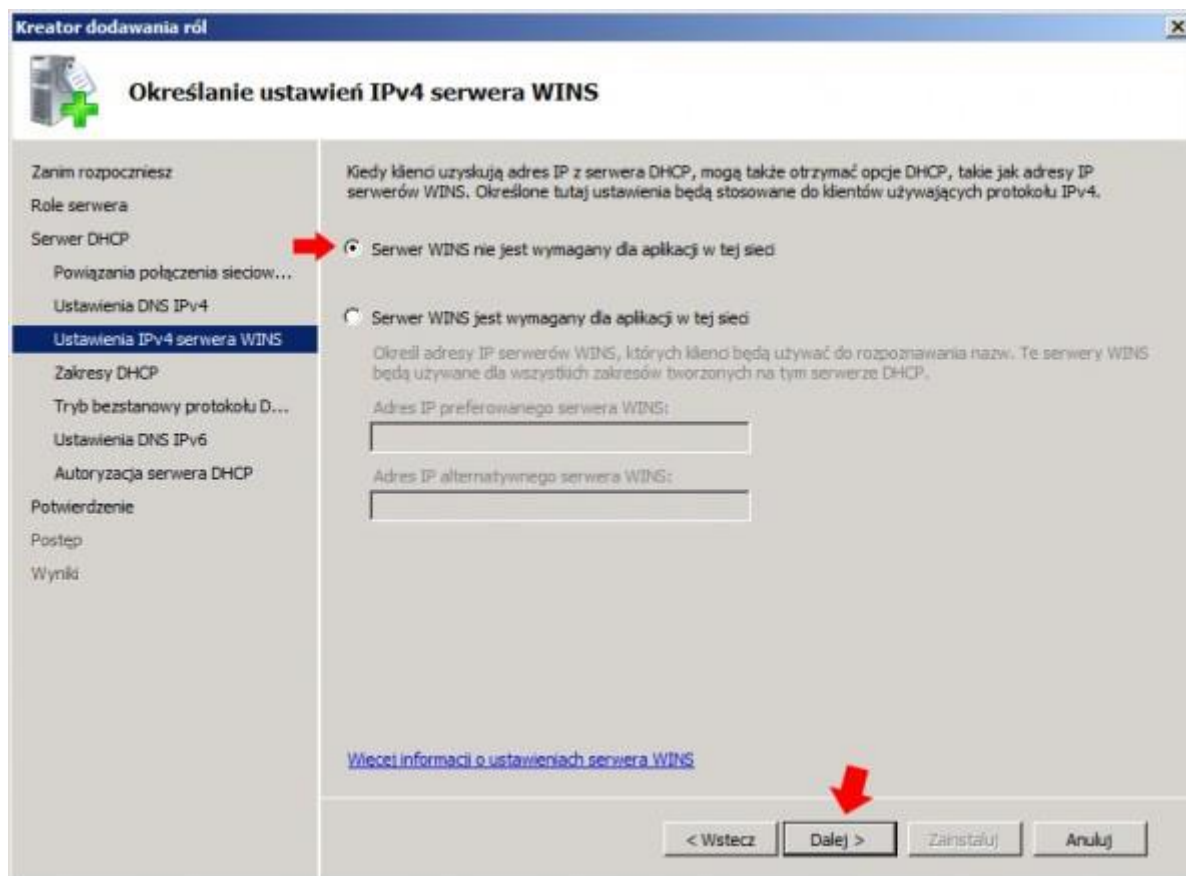 Kreator dodawania ról
Określanie ustawień IPv4 serwera WINS
Zanim rozpoczniesz
Role serwera
Serwer DHCP
Powiązania połączenia sieciow...
Ustawienia DNS IPv4
Ustawienia IPv4 serwera WINS
Zakresy DHCP
Tryb bezstanowy protokołu D...
Ustawienia DNS IPv6
Autoryzacja serwera DHCP
Potwierdzenie
Postęp
Wyniki
Kiedy klienci uzyskują adres IP z serwera DHCP, mogą także otrzymać opcje DHCP, takie jak adresy IP
serwerów WINS. Określone tutaj ustawienia będą stosowane do klientów używających protokołu IPv4.
Serwer WINS nie jest wymagany dla aplikacji w tej sieci
Serwer WINS jest wymagany dla aplikacji w tej sieci
Określ adresy IP serwerów WINS, których klienci będą używać do rozpoznawania nazw. Te serwery WINS
będą używane dla wszystkich zakresów tworzonych na tym serwerze DHCP.
Adres IP preferowanego serwera WINS:
Adres IP alternatywnego serwera WINS:
Więcej informacji o ustawieniach serwera WINS
< Wstecz
Dalej >
Zainstaluj
Anuluj